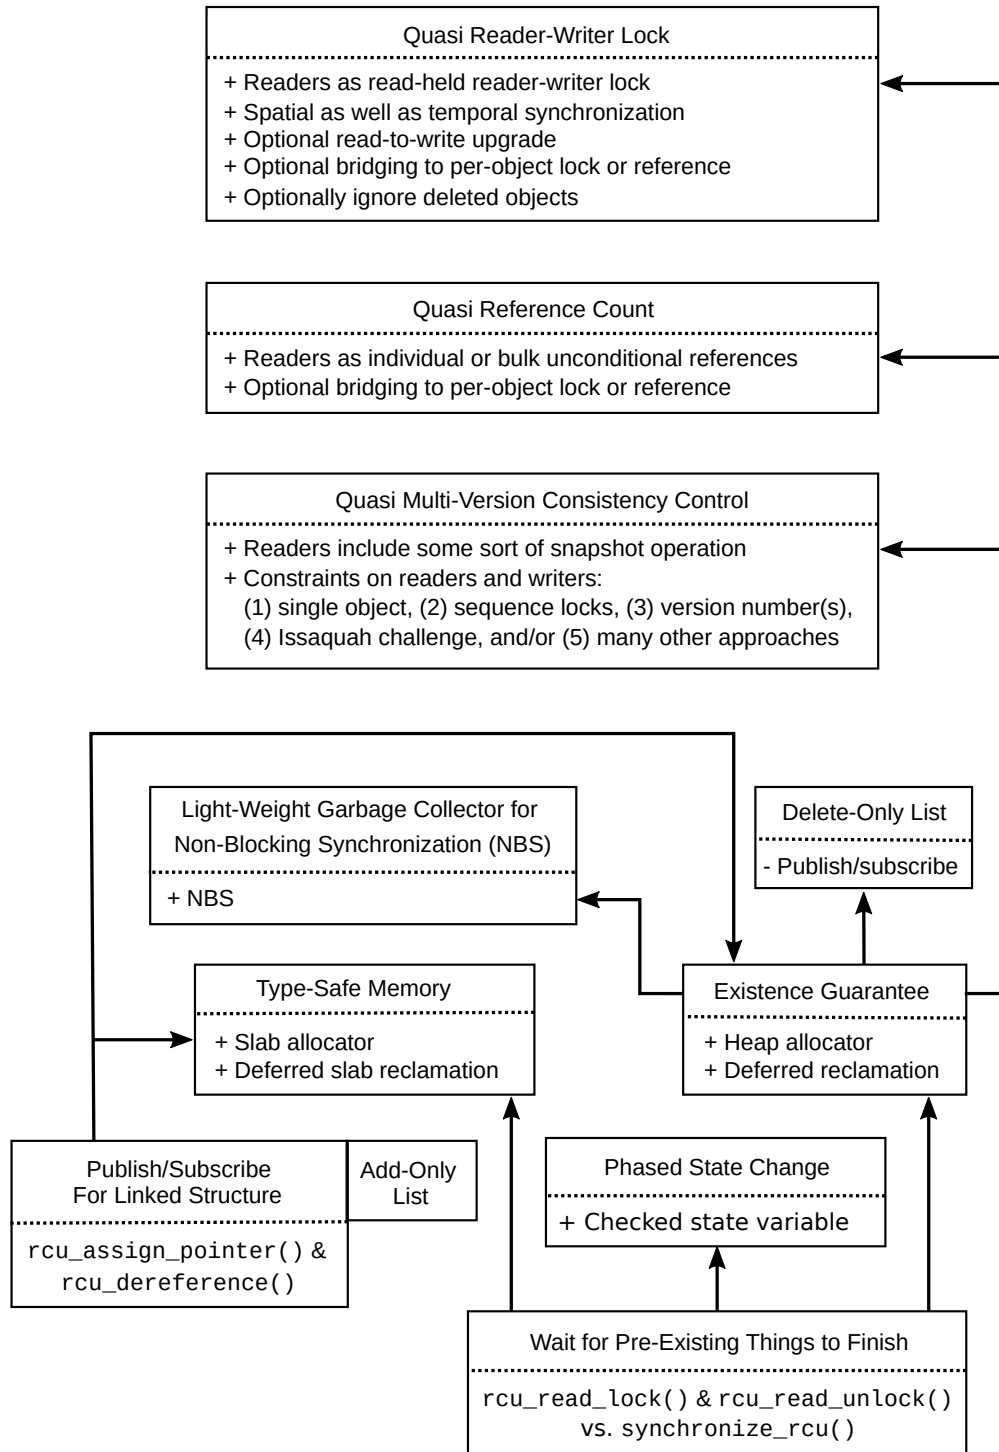 Quasi Reader-Writer Lock
+ Readers as read-held reader-writer lock
+ Spatial as well as temporal synchronization
+ Optional read-to-write upgrade
+ Optional bridging to per-object lock or reference
+ Optionally ignore deleted objects
Quasi Reference Count
+ Readers as individual or bulk unconditional references
+ Optional bridging to per-object lock or reference
Quasi Multi-Version Consistency Control
+ Readers include some sort of snapshot operation
+ Constraints on readers and writers:
(1) single object, (2) sequence locks, (3) version number(s),
(4) Issaquah challenge, and/or (5) many other approaches
Light-Weight Garbage Collector for
Non-Blocking Synchronization (NBS)
+ NBS
Delete-Only List
- Publish/subscribe
Type-Safe Memory
+ Slab allocator
+ Deferred slab reclamation
Existence Guarantee
+ Heap allocator
+ Deferred reclamation
Publish/Subscribe
For Linked Structure
rcu_assign_pointer() &
rcu_dereference()
Add-Only
List
Phased State Change
+ Checked state variable
Wait for Pre-Existing Things to Finish
rcu_read_lock() & rcu_read_unlock()
vs. synchronize_rcu()